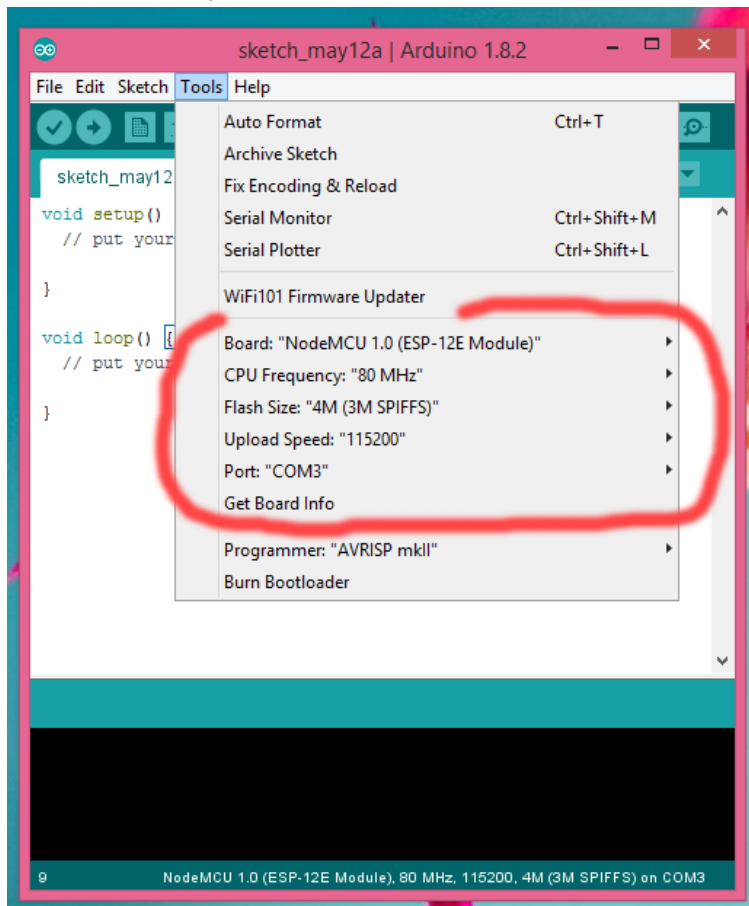 sketch_may12a | Arduino 1.8.2
File Edit Sketch Tools Help
Auto Format Ctrl+T
Archive Sketch
sketch_may12
Fix Encoding & Reload
void setup()
Serial Monitor Ctrl+Shift+M
// put your
Serial Plotter Ctrl+Shift+L
}
WiFi101 Firmware Updater
void loop() {
Board: "NodeMCU 1.0 (ESP-12E Module)"
// put your
CPU Frequency: "80 MHz"
}
Flash Size: "4M (3M SPIFFS)"
Upload Speed: "115200"
Port: "COM3"
Get Board Info
Programmer: "AVRISP mkII"
Burn Bootloader
9 NodeMCU 1.0 (ESP-12E Module), 80 MHz, 115200, 4M (3M SPIFFS) on COM3